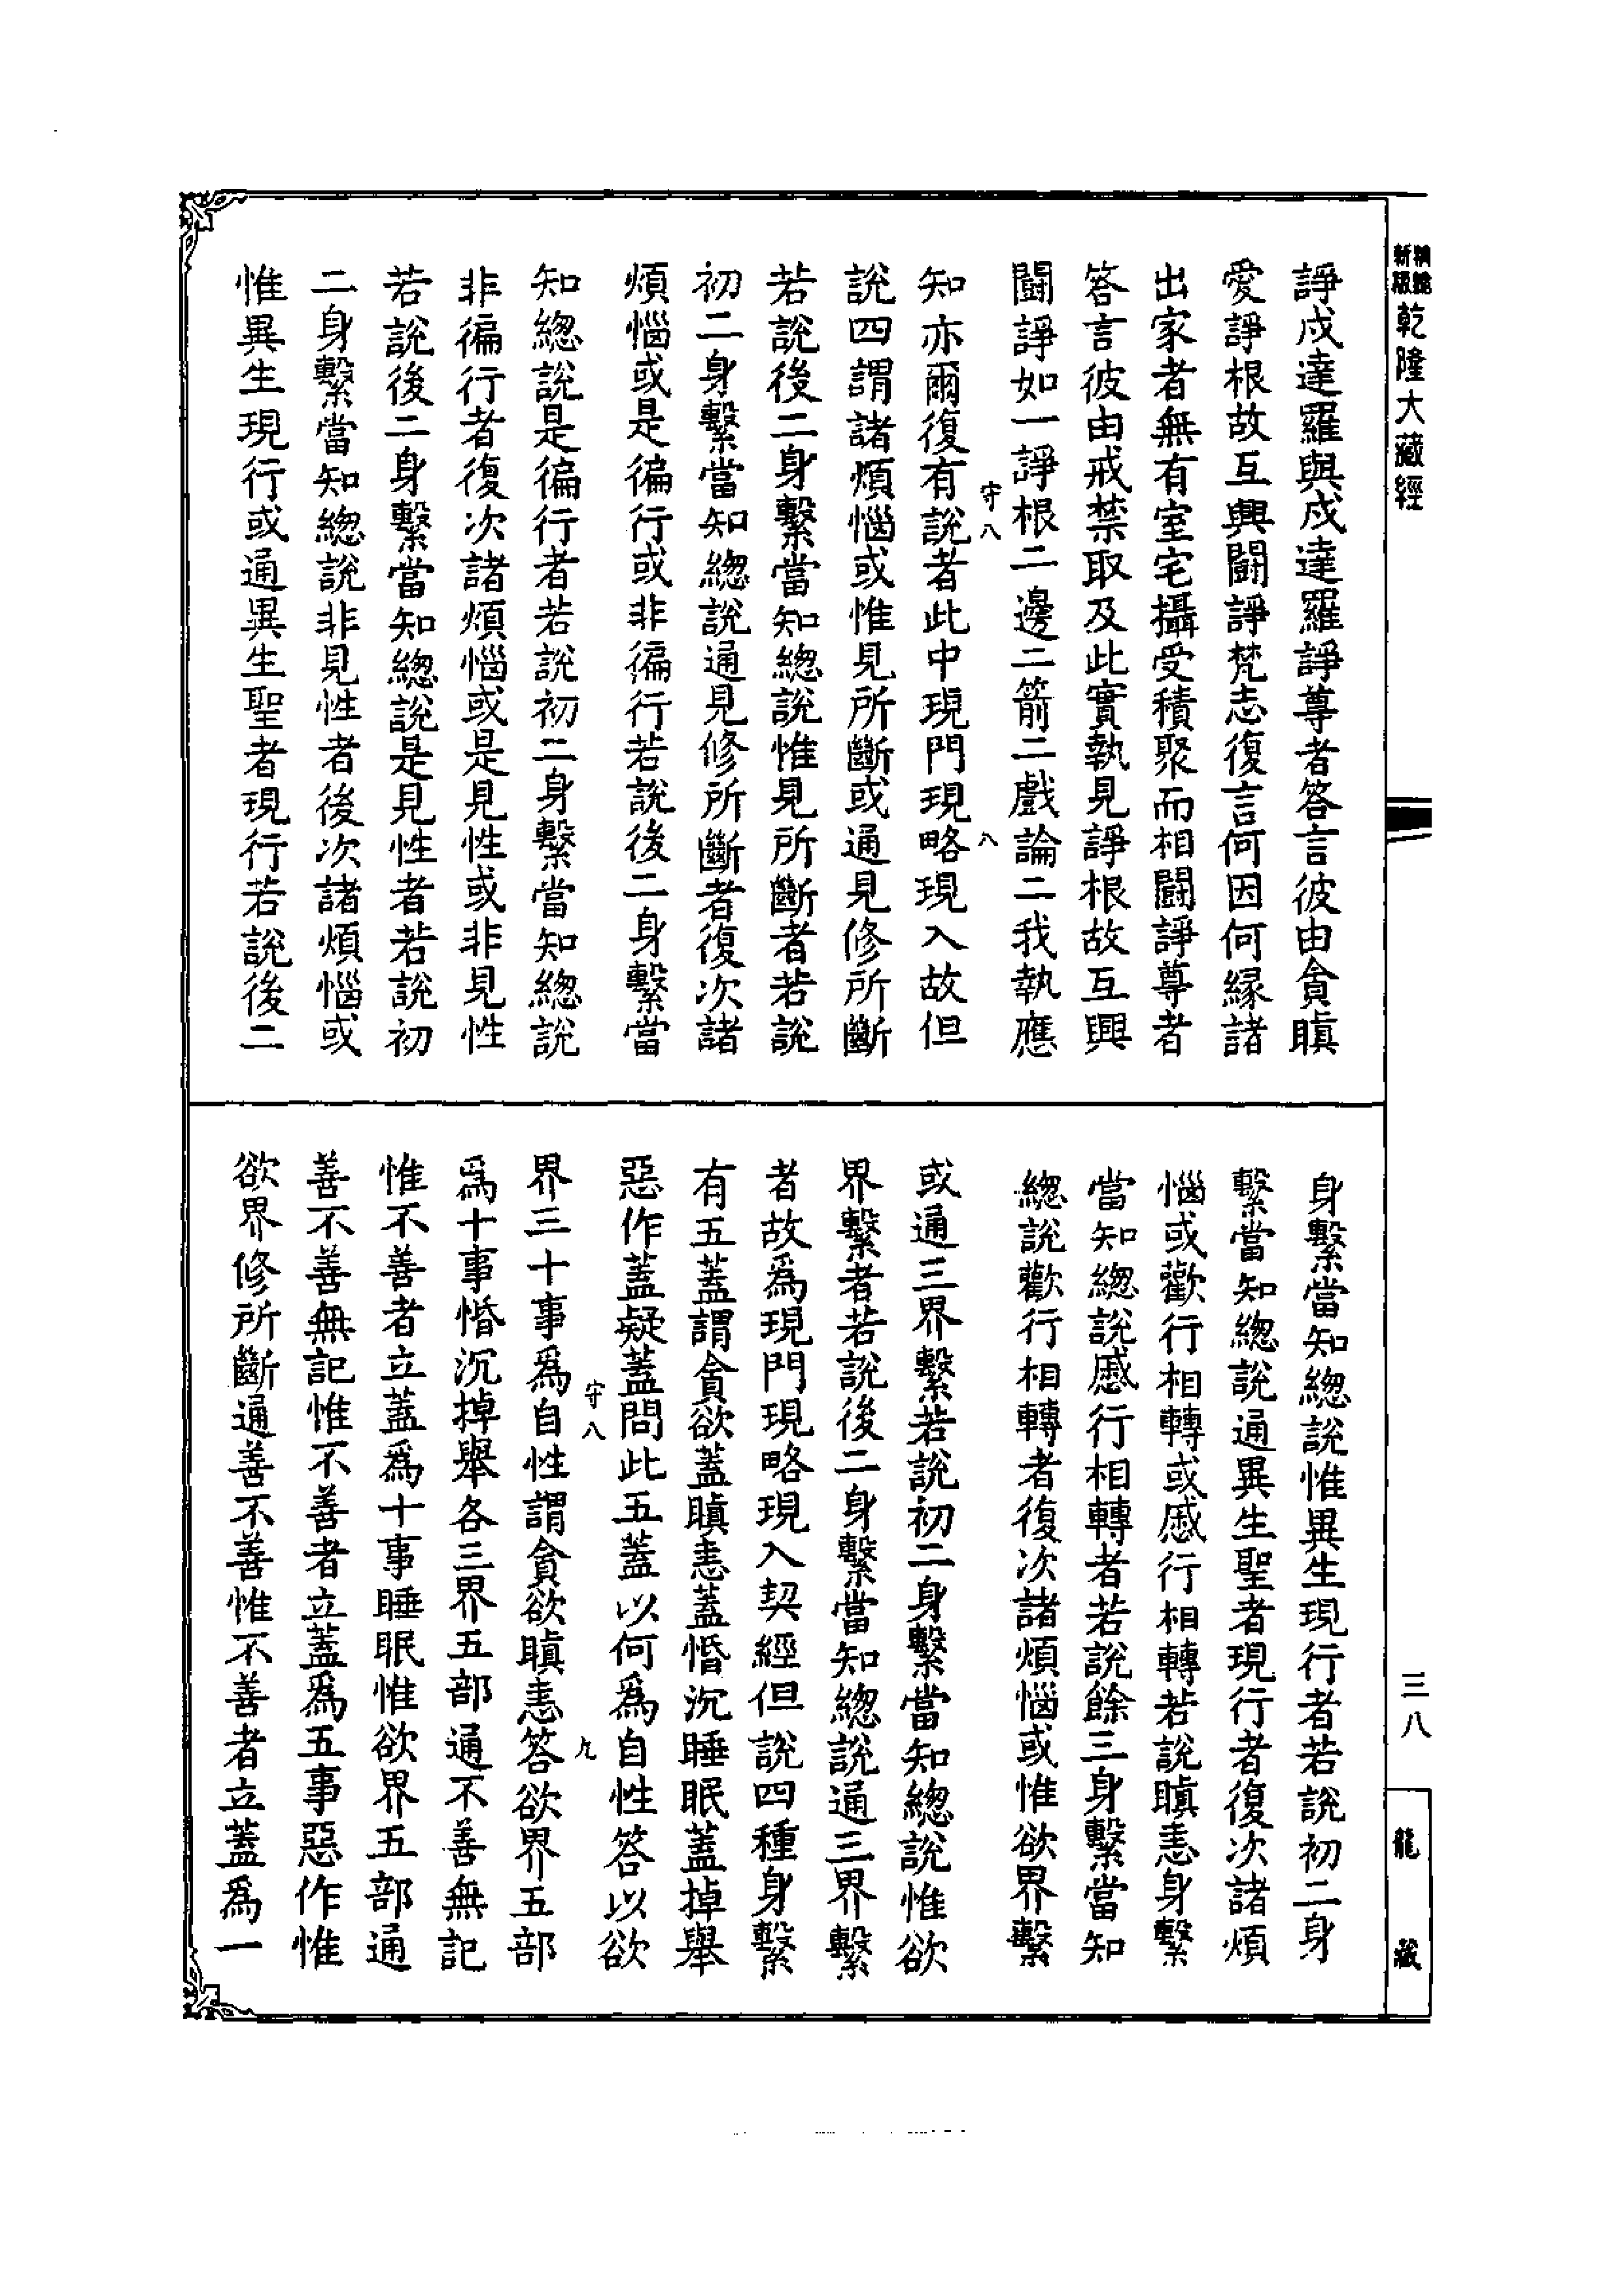 新版
乾隆大藏經
三八
龍藏
諍戍達羅與戍達羅諍尊者答言彼由貪瞋
愛諍根故互興鬬諍梵志復言何因何緣諸
出家者無有室宅攝受積聚而相鬬諍尊者
答言彼由戒禁取及此實執見諍根故互興
鬬諍如一諍根二邊二箭二戲論二我執應
知亦爾復有說者此中現門現略現入故但
守八
八
說四謂諸煩惱或惟見所斷或通見修所斷
若說後二身繫當知總說惟見所斷者若說
初二身繫當知總說通見修所斷者復次諸
煩惱或是徧行或非徧行若說後二身繫當
知總說是徧行者若說初二身繫當知總說
非徧行者復次諸煩惱或是見性或非見性
若說後二身繫當知總說是見性者若說初
二身繫當知總說非見性者後次諸煩惱或
惟異生現行或通異生聖者現行若說後二
身繫當知總說惟異生現行者若說初二身
繫當知總說通異生聖者現行者復次諸煩
惱或歡行相轉或慼行相轉若說瞋恚身繫
當知總說慼行相轉者若說餘三身繫當知
總說歡行相轉者復次諸煩惱或惟欲界繫
或通三界繫若說初二身繫當知總說惟欲
界繫者若說後二身繫當知總說通三界繫
者故爲現門現略現入契經但說四種身繫
有五蓋謂貪欲蓋瞋恚蓋惛沉睡眠蓋掉舉
惡作蓋疑蓋問此五蓋以何爲自性答以欲
守八
九
界三十事爲自性謂貪欲瞋恚答欲界五部
爲十事惛沉掉舉各三界五部通不善無記
惟不善者立蓋爲十事睡眠惟欲界五部通
善不善無記惟不善者立蓋爲五事惡作惟
欲界修所斷通善不善惟不善者立蓋爲一